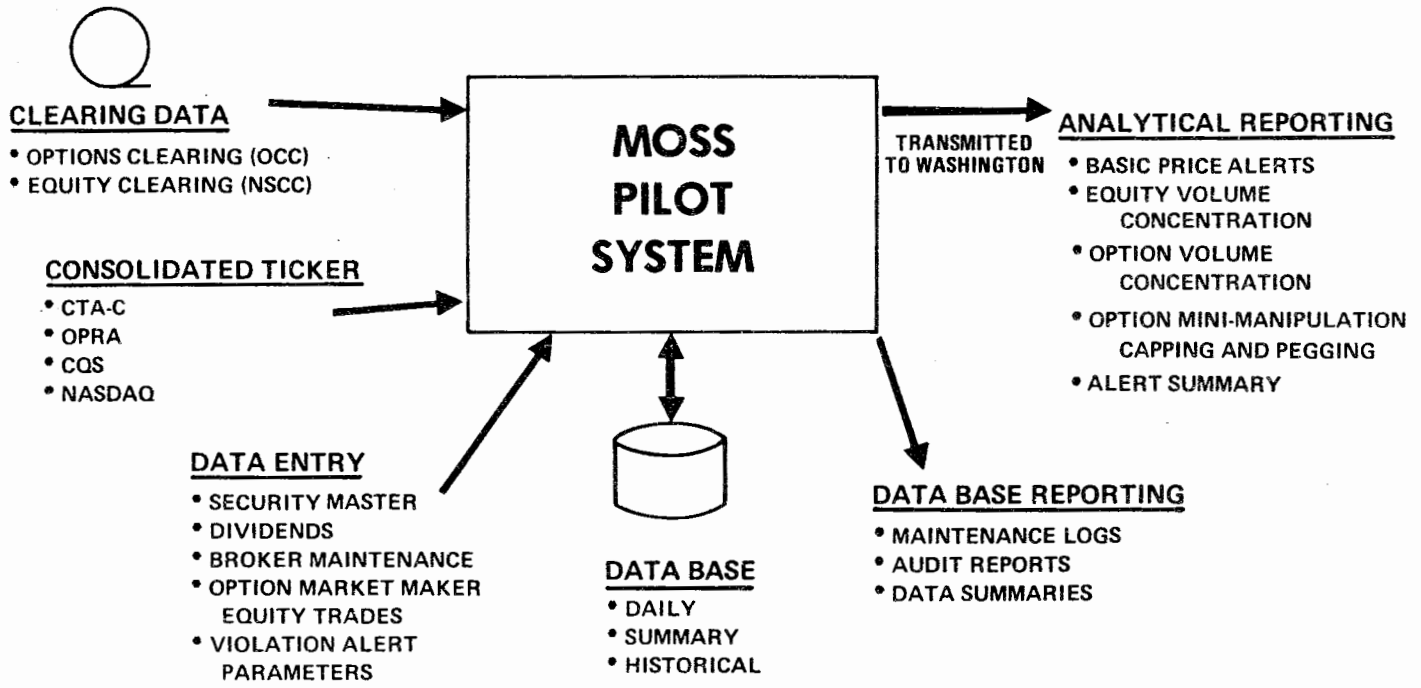 CLEARING DATA
• OPTIONS CLEARING (OCC)
• EQUITY CLEARING (NSCC)
CONSOLIDATED TICKER
• CTA-C
• OPRA
• CQS
• NASDAQ
DATA ENTRY
• SECURITY MASTER
• DIVIDENDS
• BROKER MAINTENANCE
• OPTION MARKET MAKER
EQUITY TRADES
• VIOLATION ALERT
PARAMETERS
MOSS
PILOT
SYSTEM
DATA BASE
• DAILY
• SUMMARY
• HISTORICAL
TRANSMITTED
TO WASHINGTON
ANALYTICAL REPORTING
• BASIC PRICE ALERTS
• EQUITY VOLUME
CONCENTRATION
• OPTION VOLUME
CONCENTRATION
• OPTION MINI-MANIPULATION
CAPPING AND PEGGING
• ALERT SUMMARY
DATA BASE REPORTING
• MAINTENANCE LOGS
• AUDIT REPORTS
• DATA SUMMARIES